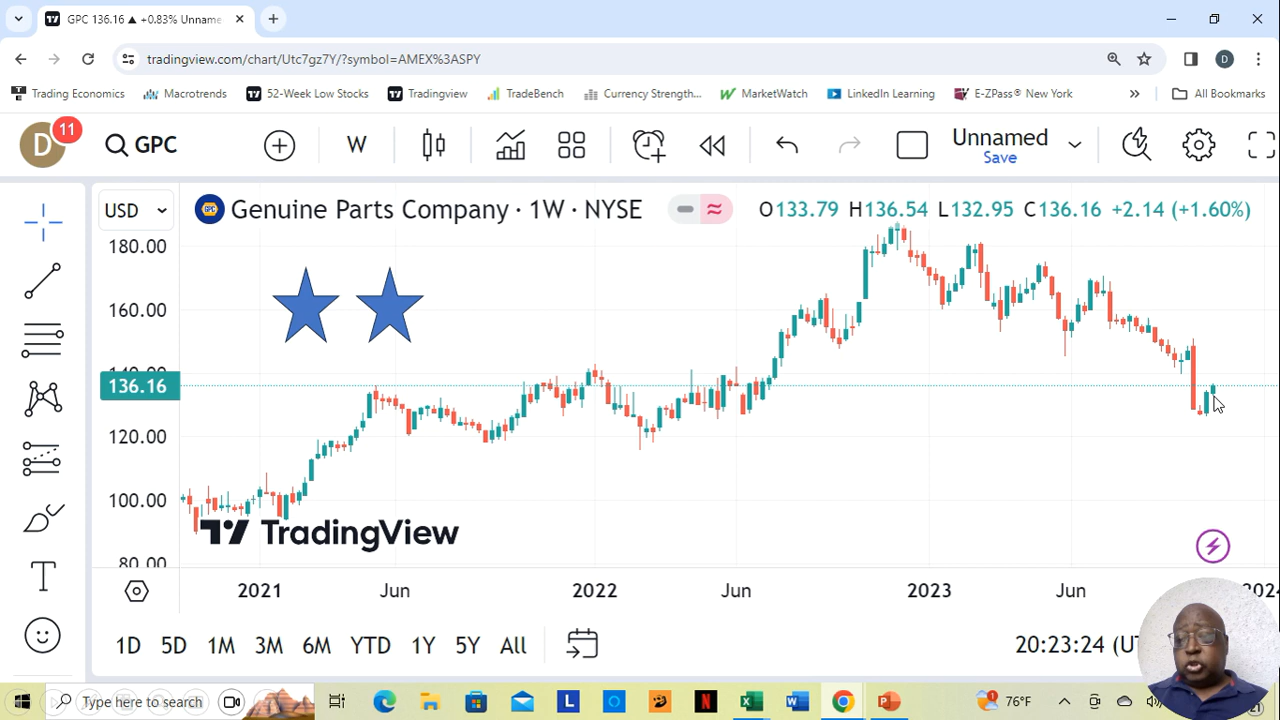 GPC 136.16 ▲ +0.83% Unname
tradingview.com/chart/Utc7gz7Y/?symbol=AMEX%3ASPY
Trading Economics
Macrotrends
52-Week Low Stocks
Tradingview
TradeBench
Currency Strength...
MarketWatch
LinkedIn Learning
E-ZPass® New York
All Bookmarks
D
11
GPC
W
Unnamed
Save
USD
Genuine Parts Company · 1W · NYSE
O133.79 H136.54 L132.95 C136.16 +2.14 (+1.60%)
180.00
160.00
140.00
136.16
120.00
100.00
80.00
TradingView
2021
Jun
2022
Jun
2023
Jun
1D
5D
1M
3M
6M
YTD
1Y
5Y
All
20:23:24 (UT
Type here to search
76°F